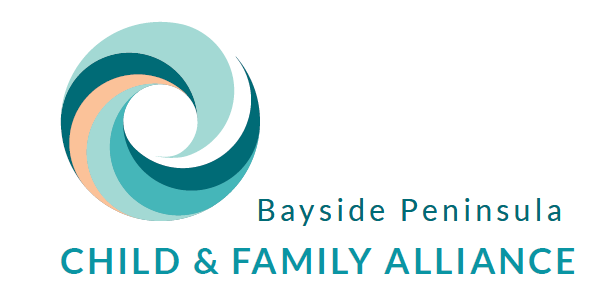 Bayside Peninsula
CHILD & FAMILY ALLIANCE